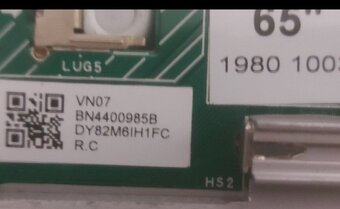 65"
1980 100
LUG5
VN07
BN4400985B
DY82M6IH1FC
R.C
HS2